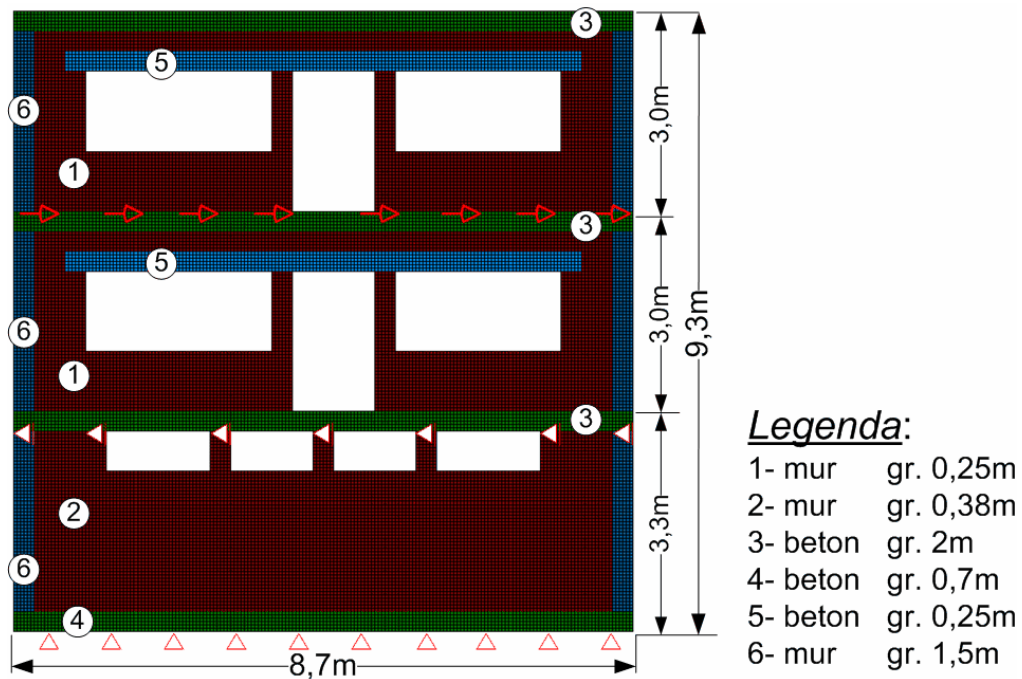 3
5
6
3,0m
1
3
5
6
3,0m
9,3m
1
3
2
3,3m
6
4
8,7m
Legenda:
1- mur gr. 0,25m
2- mur gr. 0,38m
3- beton gr. 2m
4- beton gr. 0,7m
5- beton gr. 0,25m
6- mur gr. 1,5m